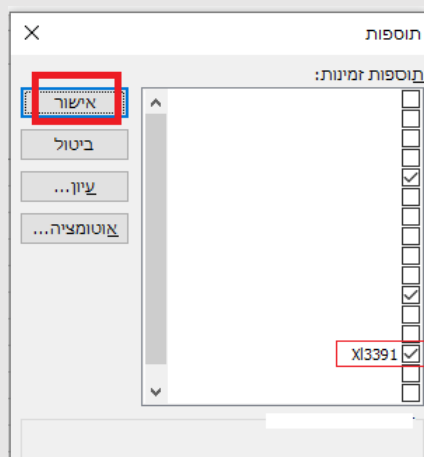 תוספות
תוספות זמינות:
אישור
ביטול
עיון...
אוטומציה...
Xl3391